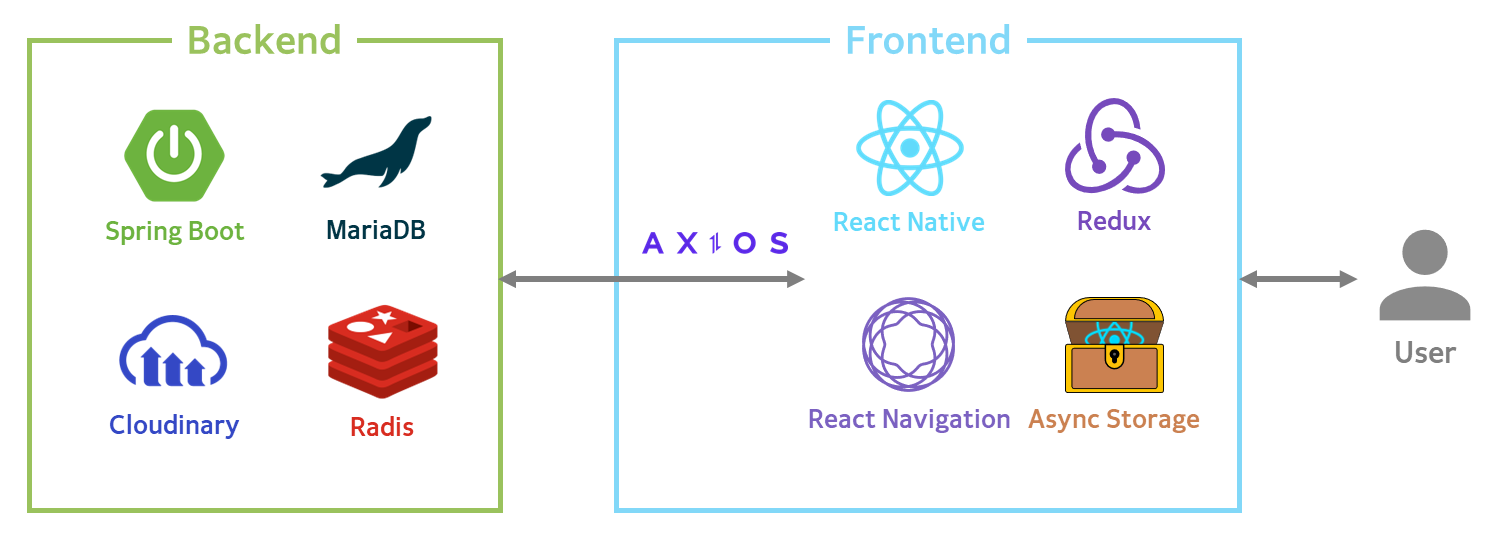 Backend
Frontend
Spring Boot
MariaDB
Cloudinary
Radis
AXIOS
React Native
Redux
React Navigation
Async Storage
User